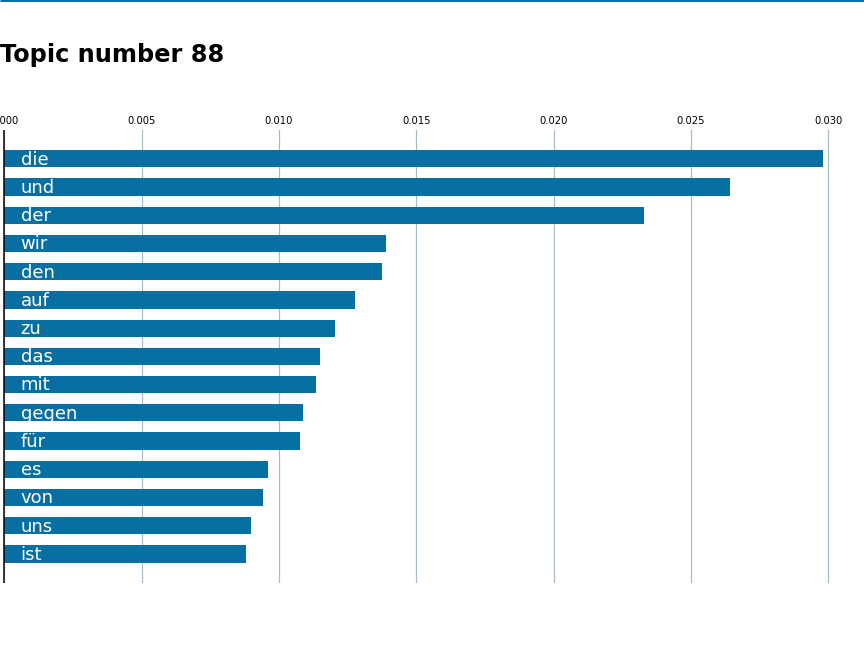 Topic number 88
000 0.005 0.010 0.015 0.020 0.025 0.030
die
und
der
wir
den
auf
zu
das
mit
gegen
für
es
von
uns
ist